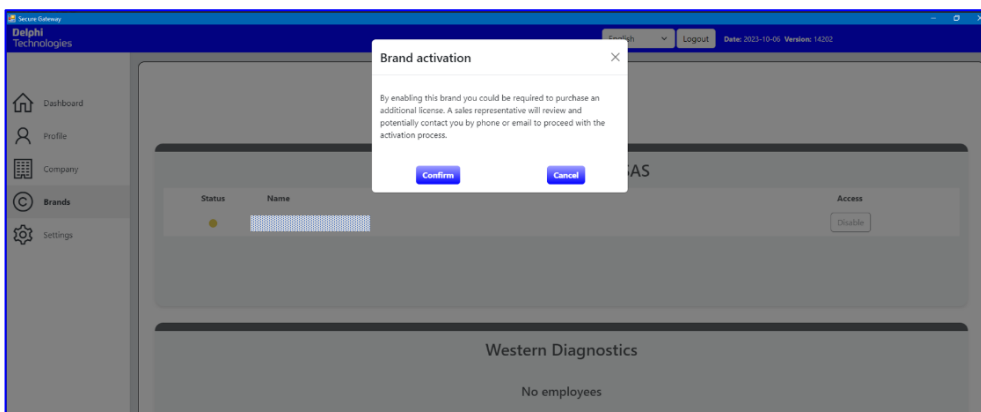 Secure Gateway
Delphi
Technologies
English
Logout
Date: 2023-10-06 Version: 14202
Brand activation
By enabling this brand you could be required to purchase an
additional license. A sales representative will review and
potentially contact you by phone or email to proceed with the
activation process.
Confirm
Cancel
Dashboard
Profile
Company
Brands
Settings
SAS
Status Name Access
Disable
Western Diagnostics
No employees